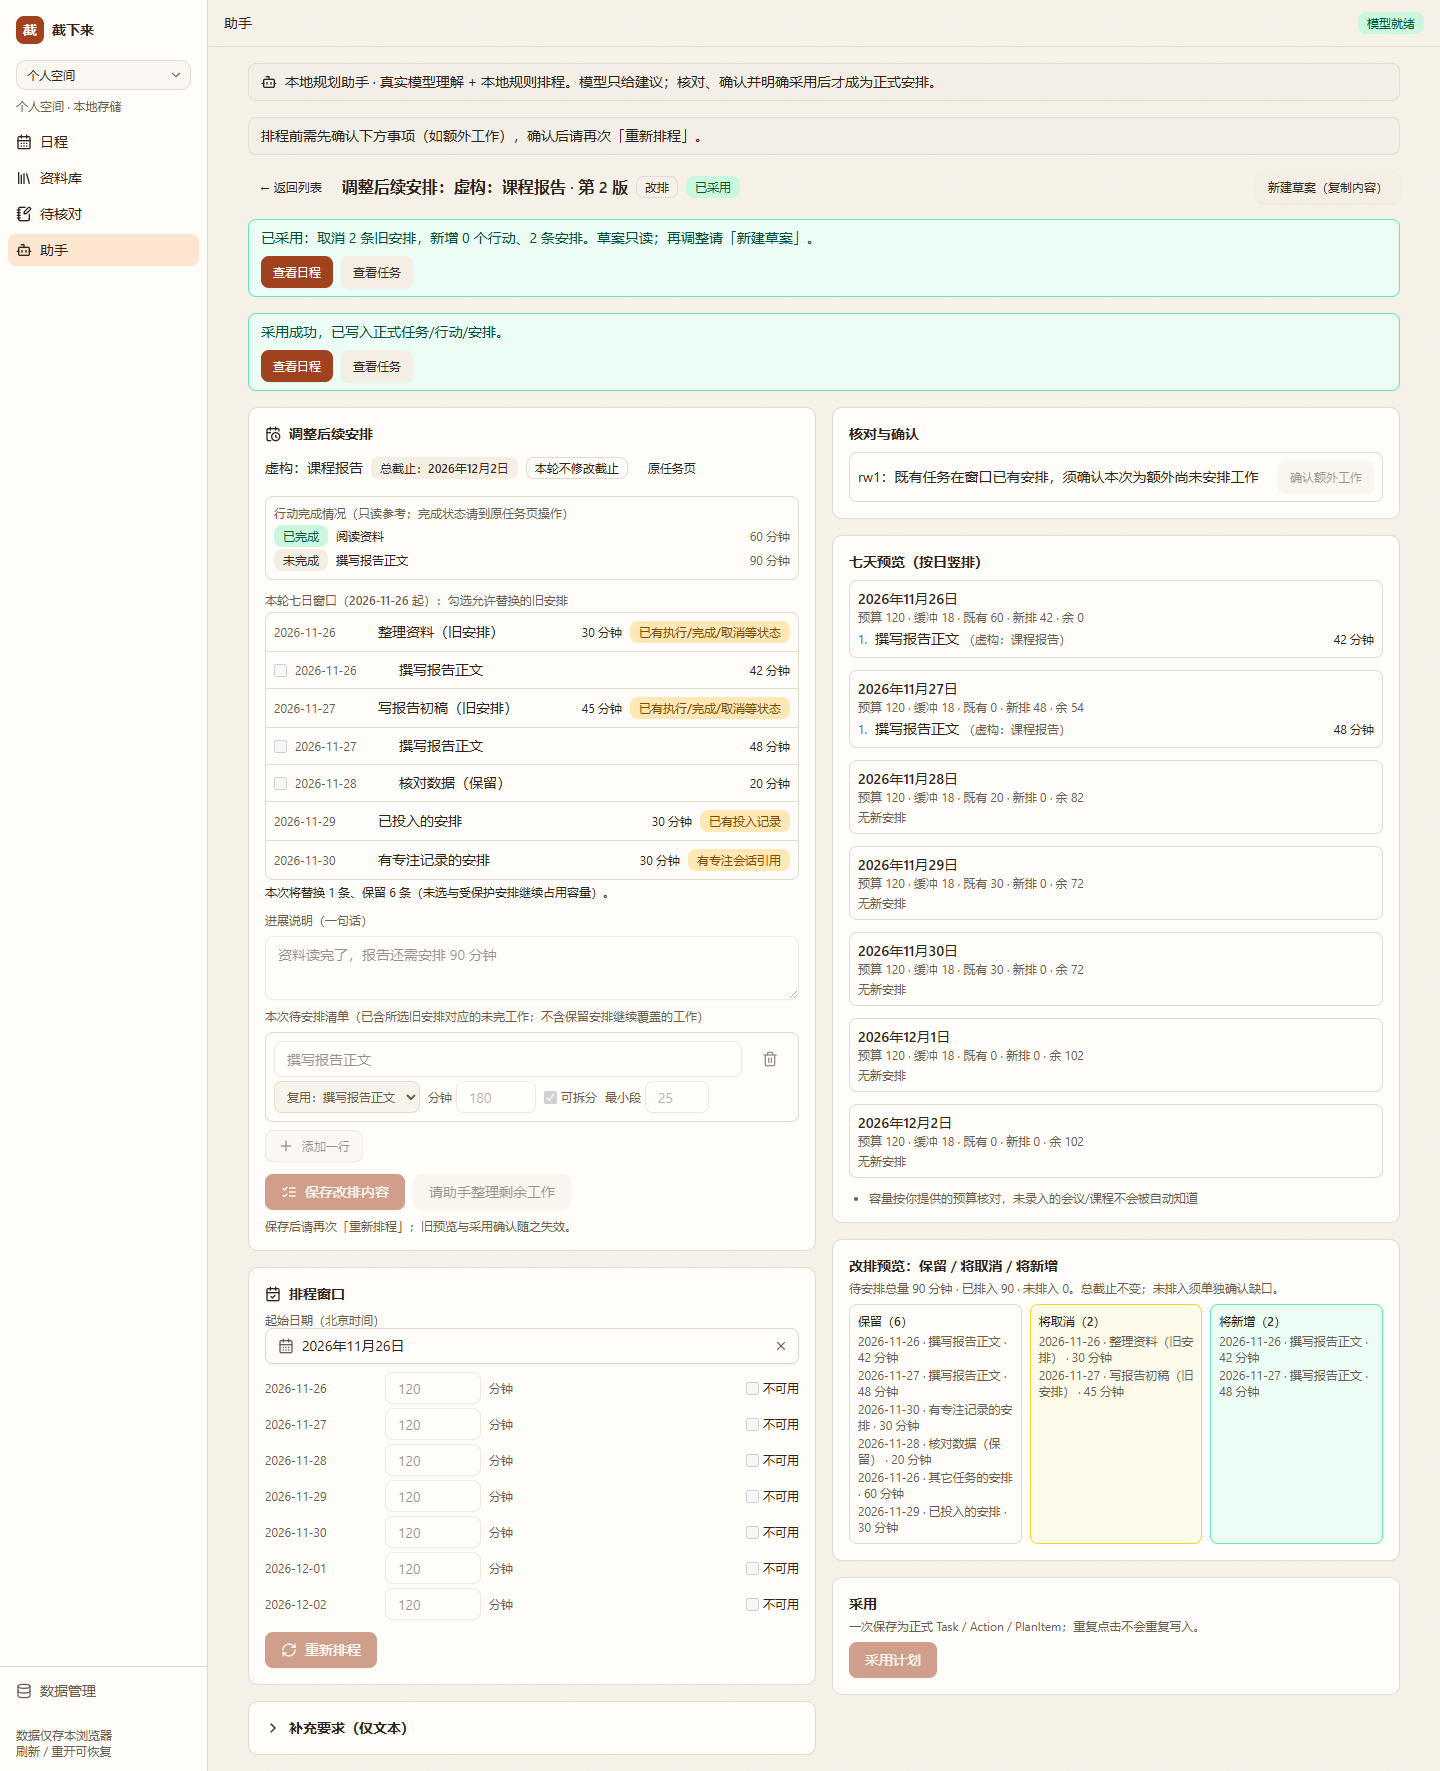 截 截下来
个人空间
个人空间 · 本地存储
日程
资料库
待核对
助手
数据管理
数据仅存本浏览器
刷新 / 重开可恢复
助手
模型就绪
本地规划助手 · 真实模型理解 + 本地规则排程。模型只给建议；核对、确认并明确采用后才成为正式安排。
排程前需先确认下方事项（如额外工作），确认后请再次「重新排程」。
← 返回列表 调整后续安排：虚构：课程报告 · 第 2 版 改排 已采用 新建草案（复制内容）
已采用：取消 2 条旧安排，新增 0 个行动、2 条安排。草案只读；再调整请「新建草案」。
查看日程 查看任务
采用成功，已写入正式任务/行动/安排。
查看日程 查看任务
调整后续安排
虚构：课程报告 总截止：2026年12月2日 本轮不修改截止 原任务页
行动完成情况（只读参考；完成状态请到原任务页操作）
已完成 阅读资料 60 分钟
未完成 撰写报告正文 90 分钟
本轮七日窗口（2026-11-26 起）：勾选允许替换的旧安排
2026-11-26 整理资料（旧安排） 30 分钟 已有执行/完成/取消等状态
2026-11-26 撰写报告正文 42 分钟
2026-11-27 写报告初稿（旧安排） 45 分钟 已有执行/完成/取消等状态
2026-11-27 撰写报告正文 48 分钟
2026-11-28 核对数据（保留） 20 分钟
2026-11-29 已投入的安排 30 分钟 已有投入记录
2026-11-30 有专注记录的安排 30 分钟 有专注会话引用
本次将替换 1 条、保留 6 条（未选与受保护安排继续占用容量）。
进展说明（一句话）
资料读完了，报告还需安排 90 分钟
本次待安排清单（已含所选旧安排对应的未完工作；不含保留安排继续覆盖的工作）
撰写报告正文
复用：撰写报告正文 分钟 180 可拆分 最小段 25
添加一行
保存改排内容 请助手整理剩余工作
保存后请再次「重新排程」；旧预览与采用确认随之失效。
排程窗口
起始日期（北京时间）
2026年11月26日
2026-11-26 120 分钟 不可用
2026-11-27 120 分钟 不可用
2026-11-28 120 分钟 不可用
2026-11-29 120 分钟 不可用
2026-11-30 120 分钟 不可用
2026-12-01 120 分钟 不可用
2026-12-02 120 分钟 不可用
重新排程
补充要求（仅文本）
核对与确认
rw1：既有任务在窗口已有安排，须确认本次为额外尚未安排工作 确认额外工作
七天预览（按日竖排）
2026年11月26日
预算 120 · 缓冲 18 · 既有 60 · 新排 42 · 余 0
1. 撰写报告正文 （虚构：课程报告） 42 分钟
2026年11月27日
预算 120 · 缓冲 18 · 既有 0 · 新排 48 · 余 54
1. 撰写报告正文 （虚构：课程报告） 48 分钟
2026年11月28日
预算 120 · 缓冲 18 · 既有 20 · 新排 0 · 余 82
无新安排
2026年11月29日
预算 120 · 缓冲 18 · 既有 30 · 新排 0 · 余 72
无新安排
2026年11月30日
预算 120 · 缓冲 18 · 既有 30 · 新排 0 · 余 72
无新安排
2026年12月1日
预算 120 · 缓冲 18 · 既有 0 · 新排 0 · 余 102
无新安排
2026年12月2日
预算 120 · 缓冲 18 · 既有 0 · 新排 0 · 余 102
无新安排
• 容量按你提供的预算核对，未录入的会议/课程不会被自动知道
改排预览：保留 / 将取消 / 将新增
待安排总量 90 分钟 · 已排入 90 · 未排入 0。总截止不变；未排入须单独确认缺口。
保留（6）
2026-11-26 · 撰写报告正文 ·
42 分钟
2026-11-27 · 撰写报告正文 ·
48 分钟
2026-11-30 · 有专注记录的安
排 · 30 分钟
2026-11-28 · 核对数据（保
留） · 20 分钟
2026-11-26 · 其它任务的安排
· 60 分钟
2026-11-29 · 已投入的安排 ·
30 分钟
将取消（2）
2026-11-26 · 整理资料（旧安
排） · 30 分钟
2026-11-27 · 写报告初稿（旧
安排） · 45 分钟
将新增（2）
2026-11-26 · 撰写报告正文 ·
42 分钟
2026-11-27 · 撰写报告正文 ·
48 分钟
采用
一次保存为正式 Task / Action / PlanItem；重复点击不会重复写入。
采用计划